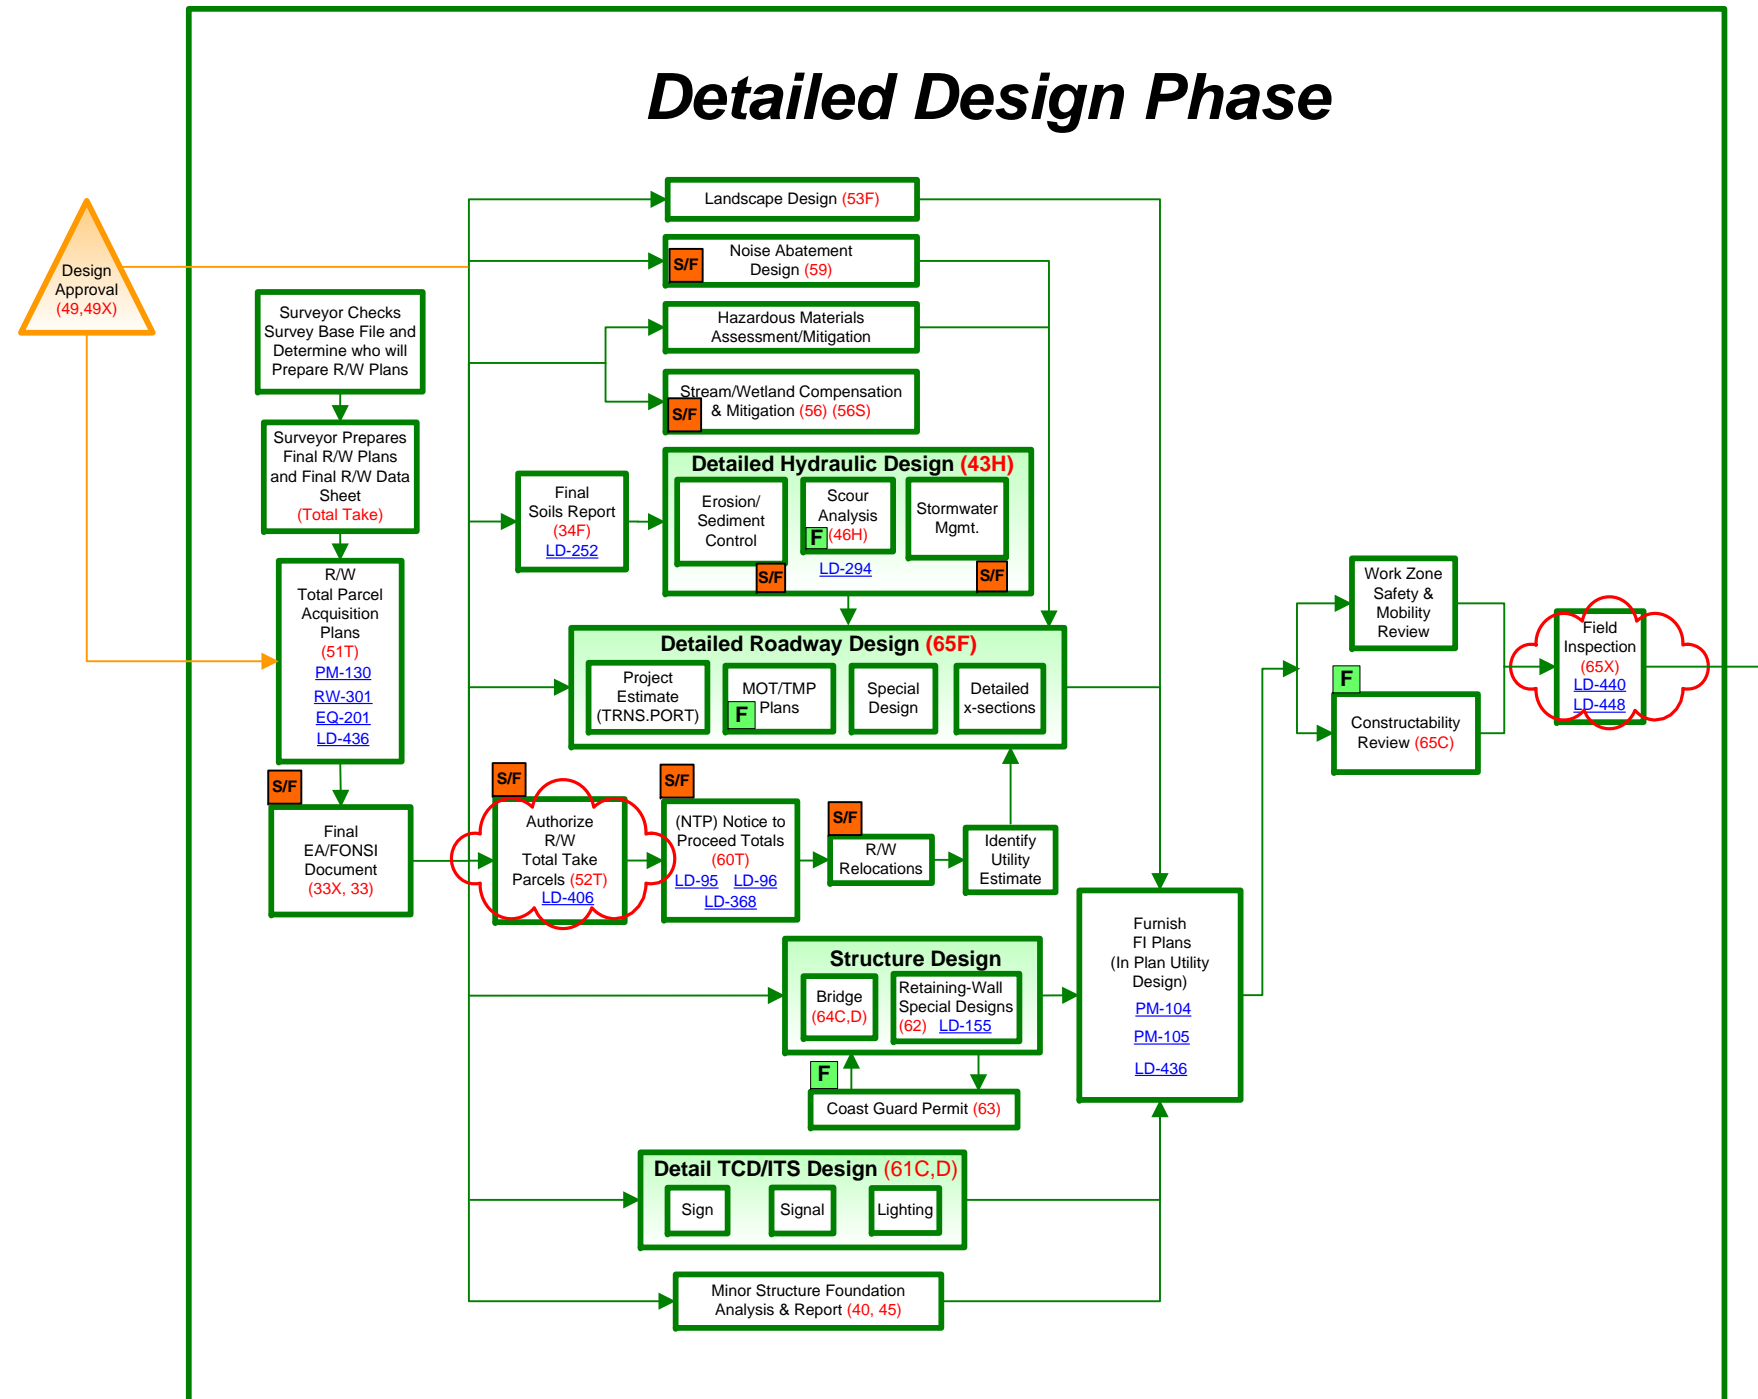 Detailed Design Phase
Design
Approval
(49,49X)
Surveyor Checks
Survey Base File and
Determine who will
Prepare R/W Plans
Surveyor Prepares
Final R/W Plans
and Final R/W Data
Sheet
(Total Take)
R/W
Total Parcel
Acquisition
Plans
(51T)
PM-130
RW-301
EQ-201
LD-436
S/F
Final
EA/FONSI
Document
(33X, 33)
Landscape Design (53F)
S/F
Noise Abatement
Design (59)
Hazardous Materials
Assessment/Mitigation
Stream/Wetland Compensation
& Mitigation (56) (56S)
S/F
Final
Soils Report
(34F)
LD-252
Detailed Hydraulic Design (43H)
Erosion/
Sediment
Control
S/F
Scour
Analysis
(46H)
F
LD-294
Stormwater
Mgmt.
S/F
Detailed Roadway Design (65F)
Project
Estimate
(TRNS.PORT)
MOT/TMP
Plans
F
Special
Design
Detailed
x-sections
S/F
Authorize
R/W
Total Take
Parcels (52T)
LD-406
S/F
(NTP) Notice to
Proceed Totals
(60T)
LD-95 LD-96
LD-368
S/F
R/W
Relocations
Identify
Utility
Estimate
Structure Design
Bridge
(64C,D)
Retaining-Wall
Special Designs
(62) LD-155
F
Coast Guard Permit (63)
Detail TCD/ITS Design (61C,D)
Sign
Signal
Lighting
Minor Structure Foundation
Analysis & Report (40, 45)
Furnish
FI Plans
(In Plan Utility
Design)
PM-104
PM-105
LD-436
Work Zone
Safety &
Mobility
Review
F
Constructability
Review (65C)
Field
Inspection
(65X)
LD-440
LD-448